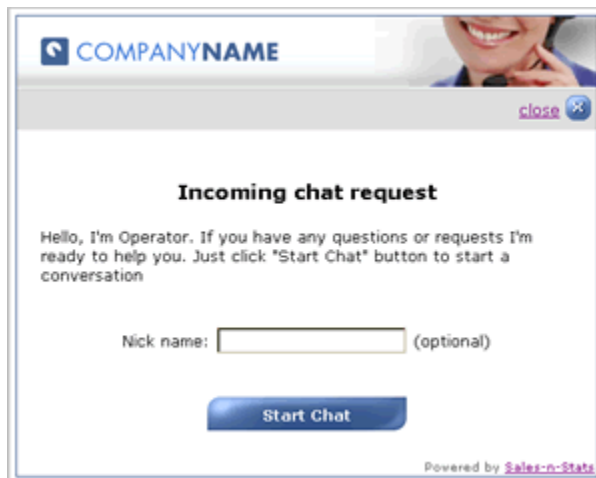 COMPANYNAME
close
Incoming chat request
Hello, I'm Operator. If you have any questions or requests I'm
ready to help you. Just click "Start Chat" button to start a
conversation
Nick name: (optional)
Start Chat
Powered by Sales-n-Stats